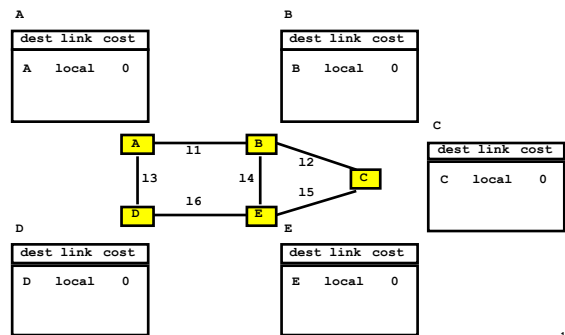 A
dest link cost
A local 0
B
dest link cost
B local 0
C
dest link cost
C local 0
A
l1
B
l2
l3
l4
C
l5
D
l6
E
D
dest link cost
D local 0
E
dest link cost
E local 0